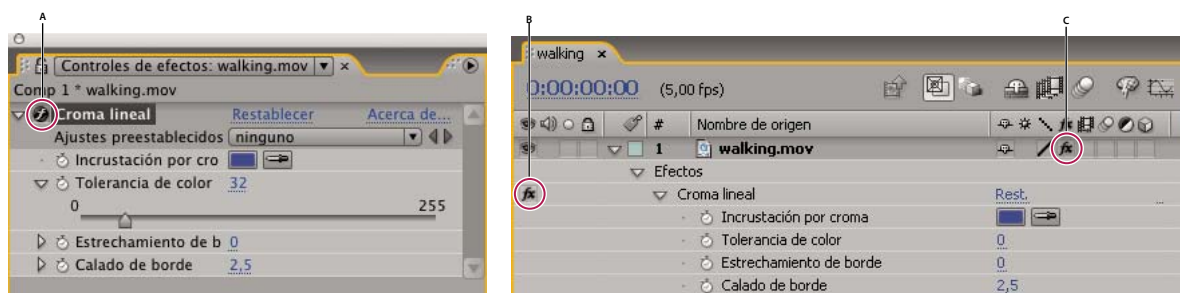 A
Controles de efectos: walking.mov ×
Comp 1 * walking.mov
Croma lineal Restablecer Acerca de...
Ajustes preestablecidos ninguno
Incrustación por cro
Tolerancia de color 32
0 255
Estrechamiento de b 0
Calado de borde 2,5
B C
walking ×
0:00:00:00 (5,00 fps)
# Nombre de origen fx
1 walking.mov fx
Efectos
fx Croma lineal Rest. ...
Incrustación por croma
Tolerancia de color 0
Estrechamiento de borde 0
Calado de borde 2,5